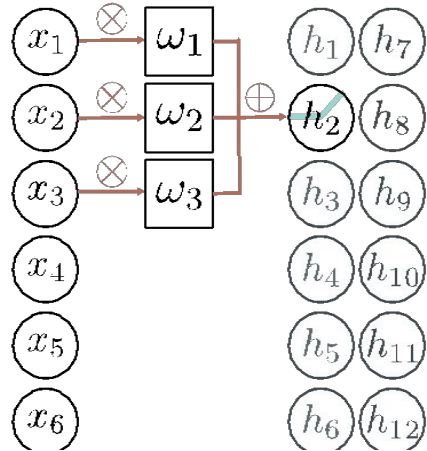 x₁ ⊗ ω₁ h₁ h₇
x₂ ⊗ ω₂ ⊕ h₂ h₈
x₃ ⊗ ω₃ h₃ h₉
x₄ h₄ h₁₀
x₅ h₅ h₁₁
x₆ h₆ h₁₂